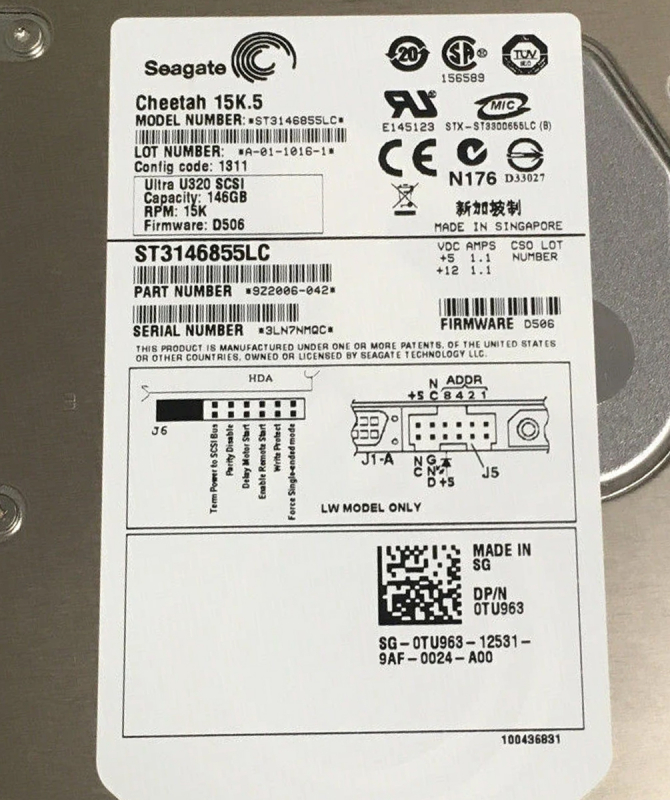 Seagate
20
SA
TÜV
156589
Cheetah 15K.5
MODEL NUMBER: *ST3146855LC*
MIC
E145123 STX-ST3300655LC (B)
LOT NUMBER: *A-01-1016-1*
Config code: 1311
CE
N176 D33027
Ultra U320 SCSI
Capacity: 146GB
RPM: 15K
Firmware: D506
新加坡制
MADE IN SINGAPORE
ST3146855LC
VDC AMPS CSO LOT
+5 1.1 NUMBER
+12 1.1
PART NUMBER *9Z2006-042*
SERIAL NUMBER *3LN7NMQC*
FIRMWARE D506
THIS PRODUCT IS MANUFACTURED UNDER ONE OR MORE PATENTS. OF THE UNITED STATES
OR OTHER COUNTRIES, OWNED OR LICENSED BY SEAGATE TECHNOLOGY LLC.
HDA
J6
Term Power to SCSI Bus
Parity Disable
Delay Motor Start
Enable Remote Start
Write Protect
Force Single-ended mode
N ADDR
+5 C 8 4 2 1
J1-A
N G
C N
D +5
J5
LW MODEL ONLY
MADE IN
SG
DP/N
0TU963
SG-0TU963-12531-
9AF-0024-A00
100436831